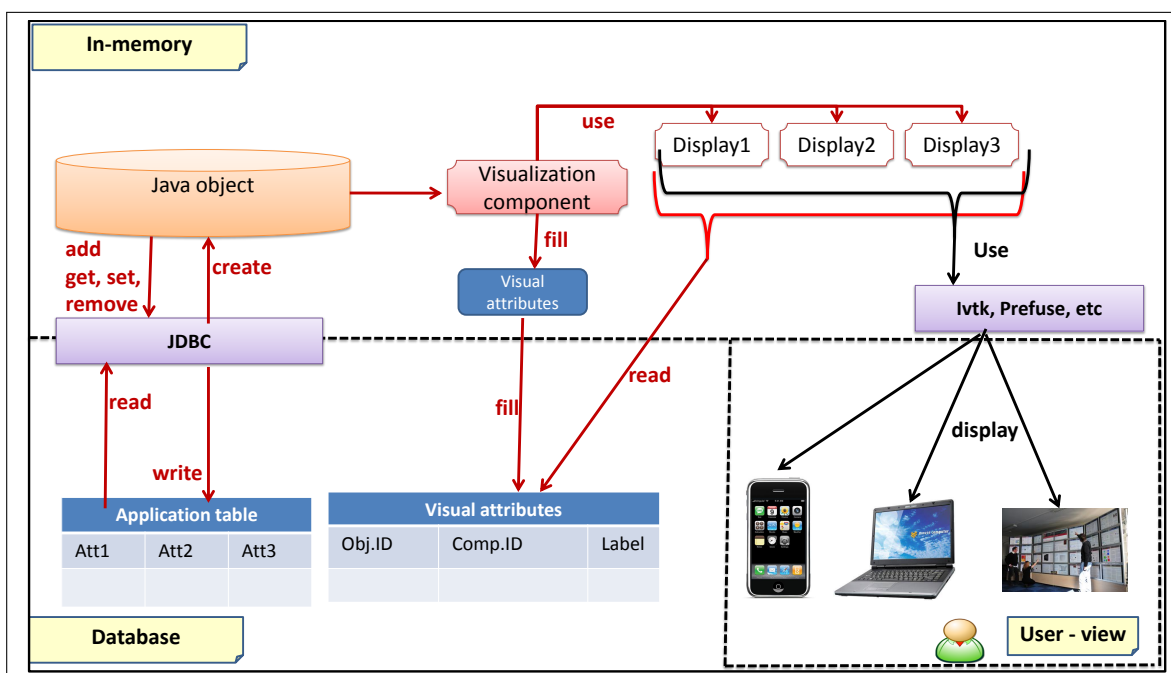 In-memory
use
Display1
Display2
Display3
Java object
Visualization
component
add
get, set,
remove
create
fill
Use
Visual
attributes
Ivtk, Prefuse, etc
JDBC
read
fill
read
display
write
Application table
Att1
Att2
Att3
Visual attributes
Obj.ID
Comp.ID
Label
Database
User - view